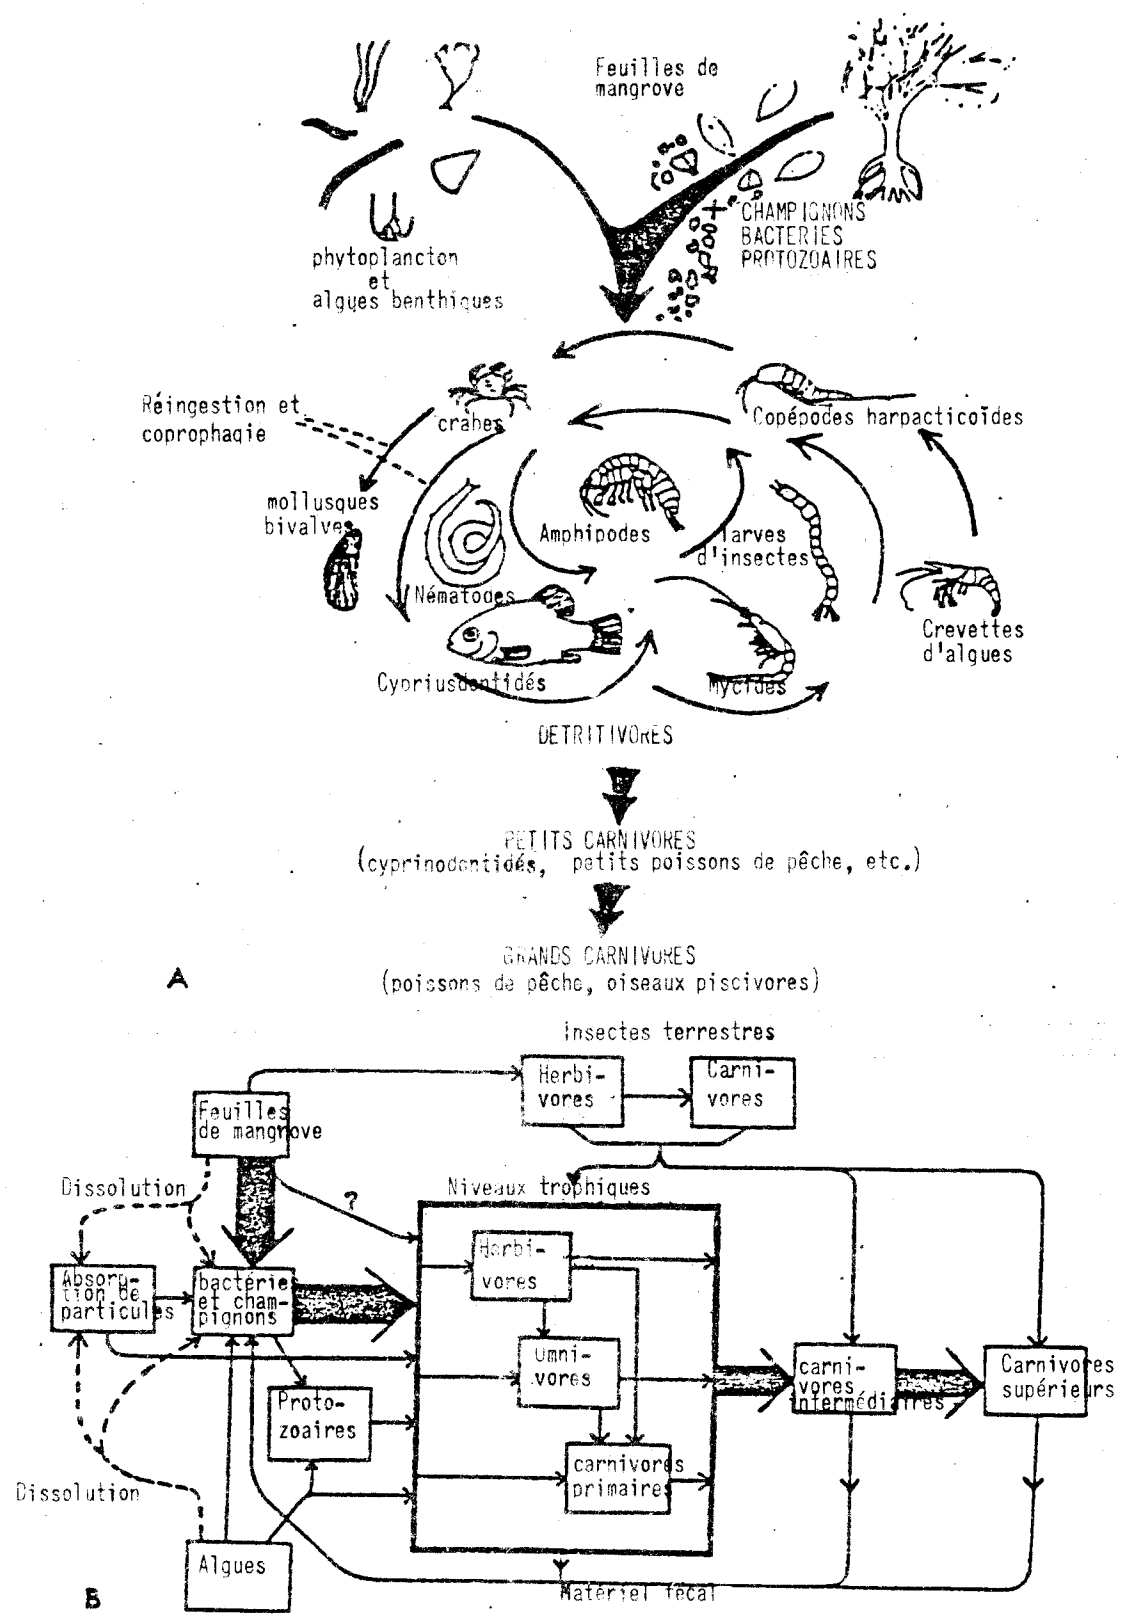 Feuilles de
mangrove
+ CHAMPIGNONS
BACTERIES
PROTOZOAIRES
phytoplancton
et
algues benthiques
Réingestion et
coprophagie
crabes
Copépodes harpacticoïdes
mollusques
bivalves
Amphipodes
larves
d'insectes
Nématodes
Crevettes
d'algues
Cypriusdontidés
Mycidés
DETRITIVORES
PETITS CARNIVORES
(cyprinodontidés, petits poissons de pêche, etc.)
GRANDS CARNIVORES
(poissons de pêche, oiseaux piscivores)
A
Insectes terrestres
Herbi-
vores
Carni-
vores
Feuilles
de mangrove
Dissolution
?
Niveaux trophiques
Absorp-
tion de
particules
bactéries
et cham-
pignons
Herbi-
vores
Omni-
vores
carnivores
primaires
Proto-
zoaires
carni-
vores
intermédiaires
Carnivores
supérieurs
Dissolution
Algues
Matériel fécal
B